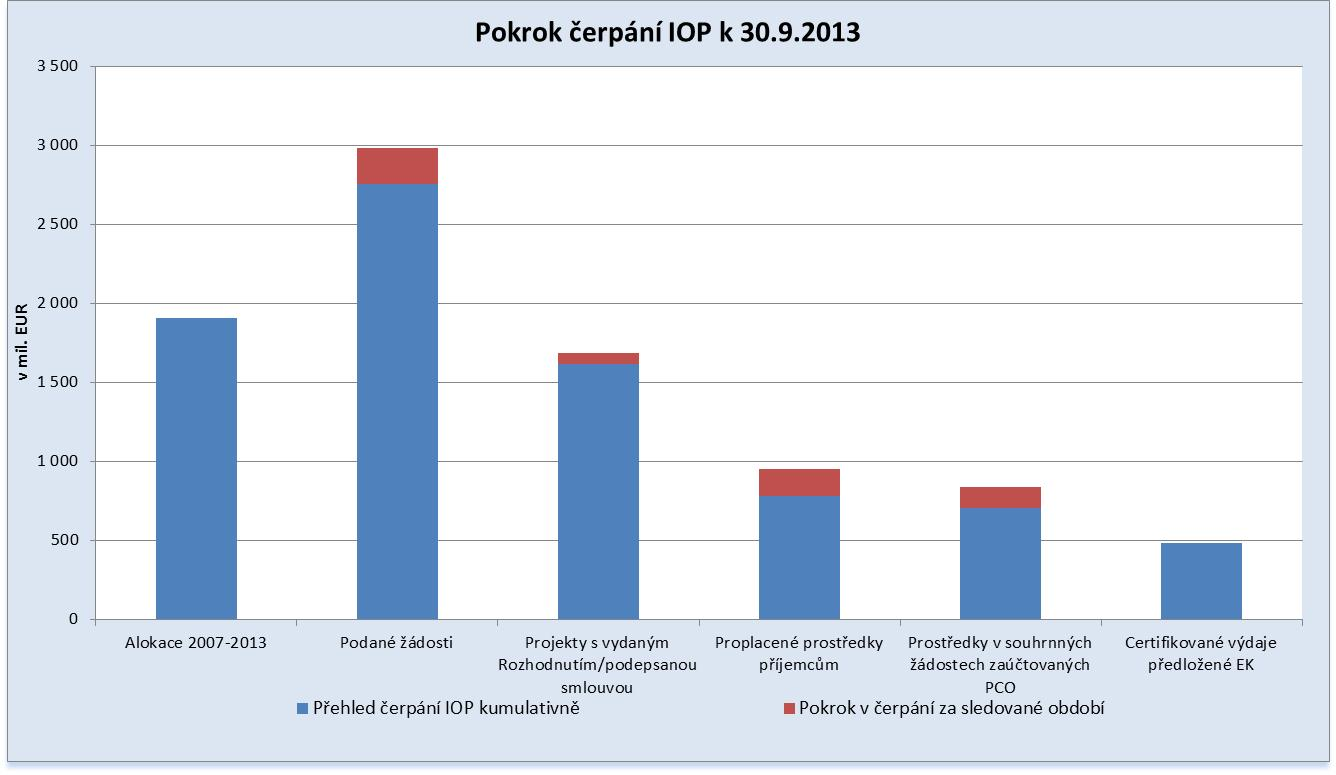 Pokrok čerpání IOP k 30.9.2013
3 500
3 000
2 500
2 000
1 500
1 000
500
0
v mil. EUR
Alokace 2007-2013
Podané žádosti
Projekty s vydaným
Rozhodnutím/podepsanou
smlouvou
Proplacené prostředky
příjemcům
Prostředky v souhrnných
žádostech zaúčtovaných
PCO
Certifikované výdaje
předložené EK
Přehled čerpání IOP kumulativně
Pokrok v čerpání za sledované období